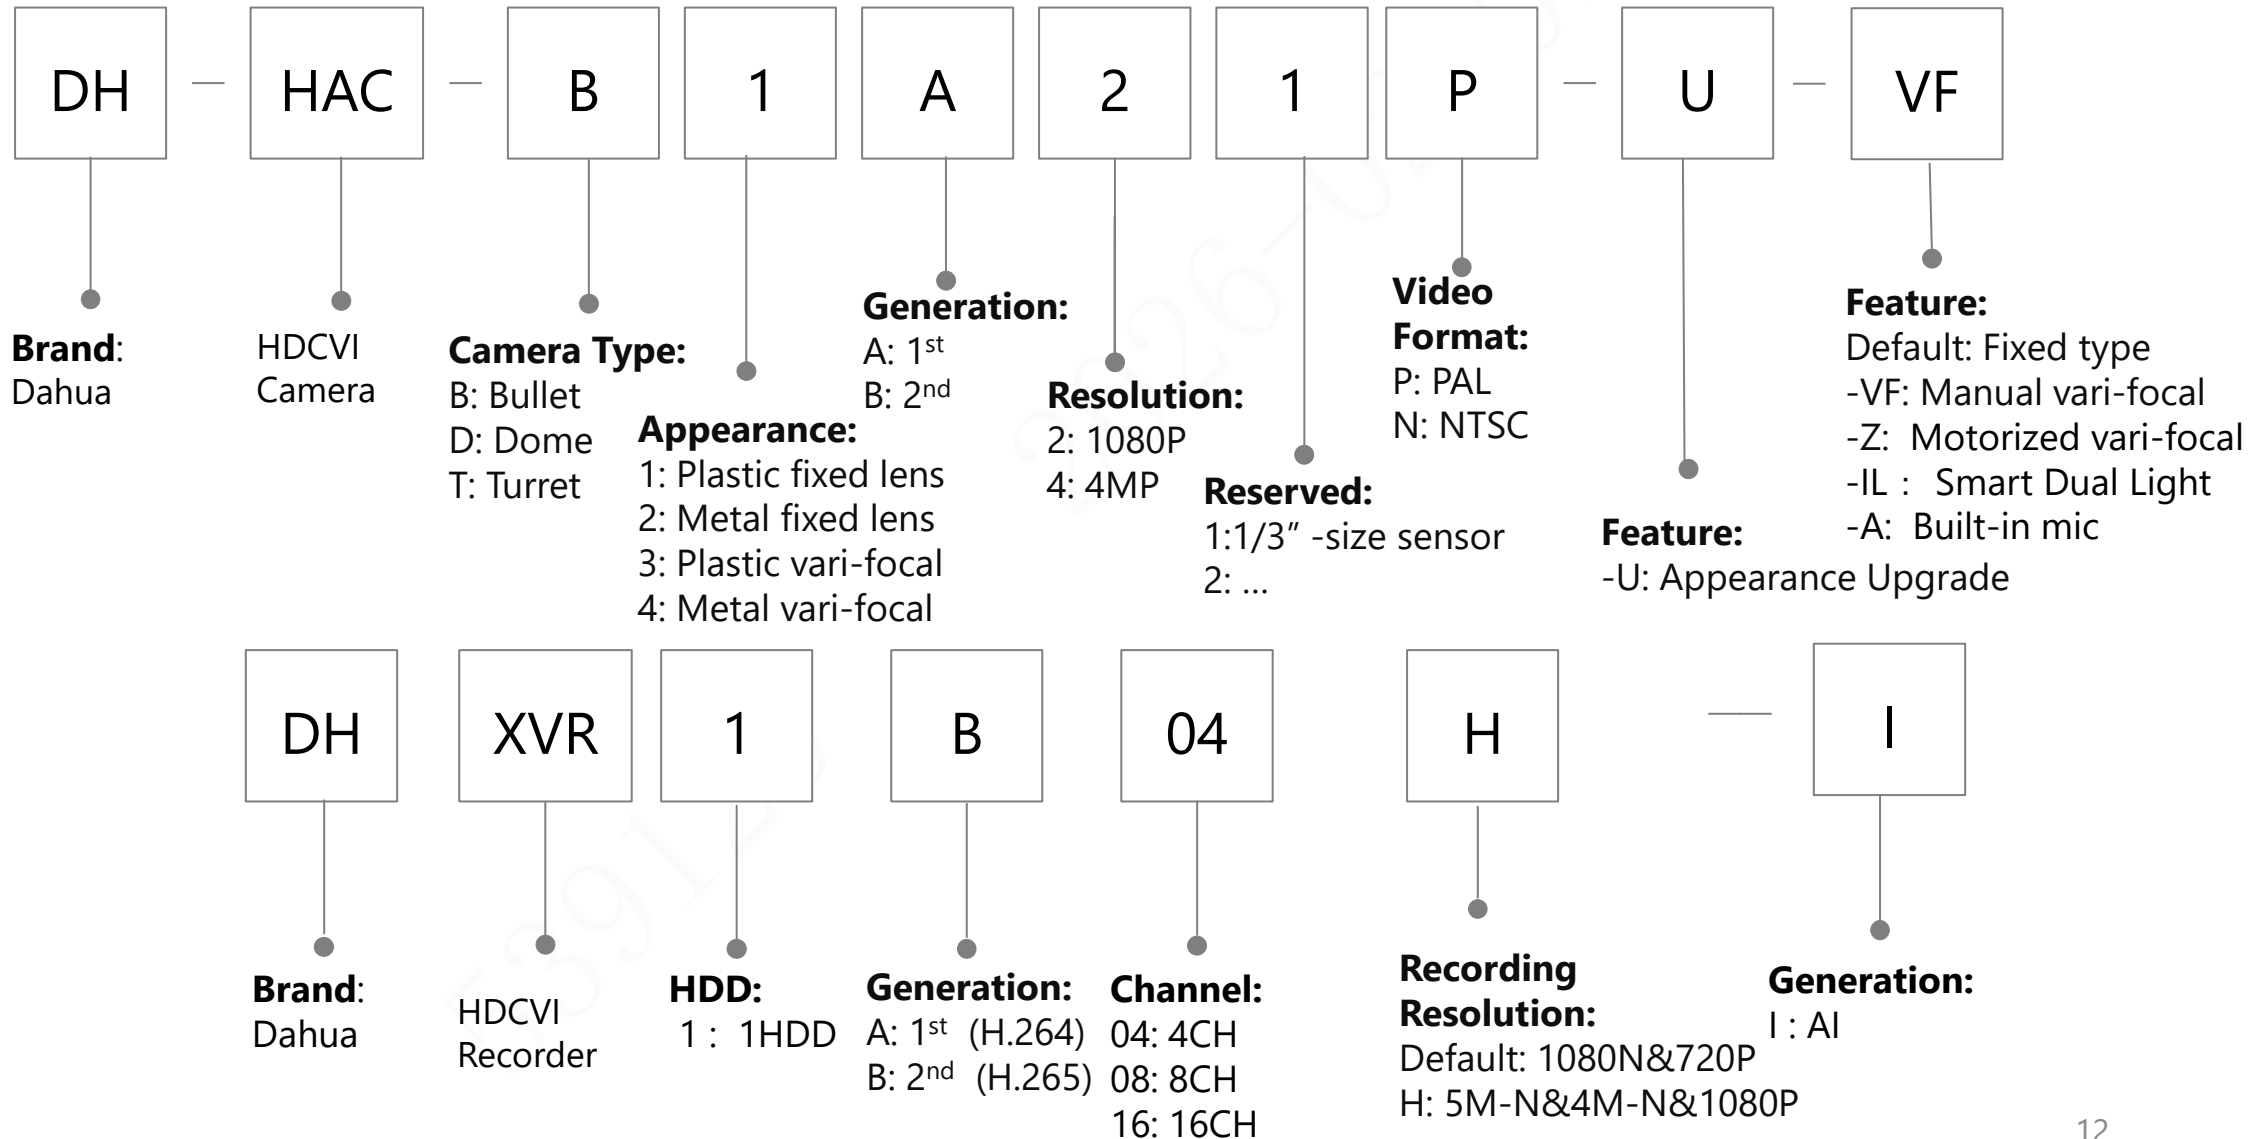 DH — HAC — B 1 A 2 1 P — U — VF
Brand:
Dahua
HDCVI
Camera
Camera Type:
B: Bullet
D: Dome
T: Turret
Appearance:
1: Plastic fixed lens
2: Metal fixed lens
3: Plastic vari-focal
4: Metal vari-focal
Generation:
A: 1st
B: 2nd
Resolution:
2: 1080P
4: 4MP
Reserved:
1:1/3″ -size sensor
2: ...
Video
Format:
P: PAL
N: NTSC
Feature:
-U: Appearance Upgrade
Feature:
Default: Fixed type
-VF: Manual vari-focal
-Z: Motorized vari-focal
-IL： Smart Dual Light
-A: Built-in mic
DH XVR 1 B 04 H — I
Brand:
Dahua
HDCVI
Recorder
HDD:
1： 1HDD
Generation:
A: 1st (H.264)
B: 2nd (H.265)
Channel:
04: 4CH
08: 8CH
16: 16CH
Recording
Resolution:
Default: 1080N&720P
H: 5M-N&4M-N&1080P
Generation:
I : AI
12